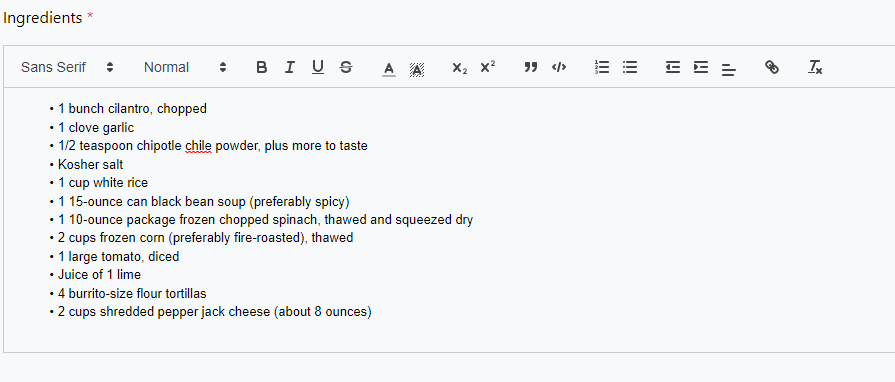 Ingredients *
Sans Serif Normal B I U S A A X₂ X² " </> Tx
• 1 bunch cilantro, chopped
• 1 clove garlic
• 1/2 teaspoon chipotle chile powder, plus more to taste
• Kosher salt
• 1 cup white rice
• 1 15-ounce can black bean soup (preferably spicy)
• 1 10-ounce package frozen chopped spinach, thawed and squeezed dry
• 2 cups frozen corn (preferably fire-roasted), thawed
• 1 large tomato, diced
• Juice of 1 lime
• 4 burrito-size flour tortillas
• 2 cups shredded pepper jack cheese (about 8 ounces)